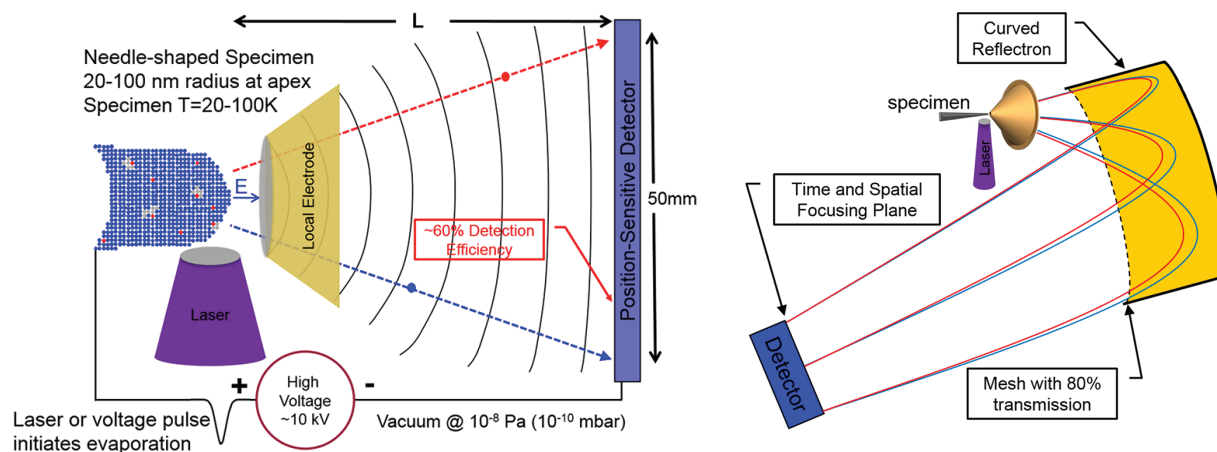 L
Needle-shaped Specimen
20-100 nm radius at apex
Specimen T=20-100K
E
Local Electrode
Position-Sensitive Detector
50mm
~60% Detection
Efficiency
Laser
+
High
Voltage
~10 kV
-
Laser or voltage pulse
initiates evaporation
Vacuum @ 10⁻⁸ Pa (10⁻¹⁰ mbar)
Curved
Reflectron
specimen
Laser
Time and Spatial
Focusing Plane
Detector
Mesh with 80%
transmission